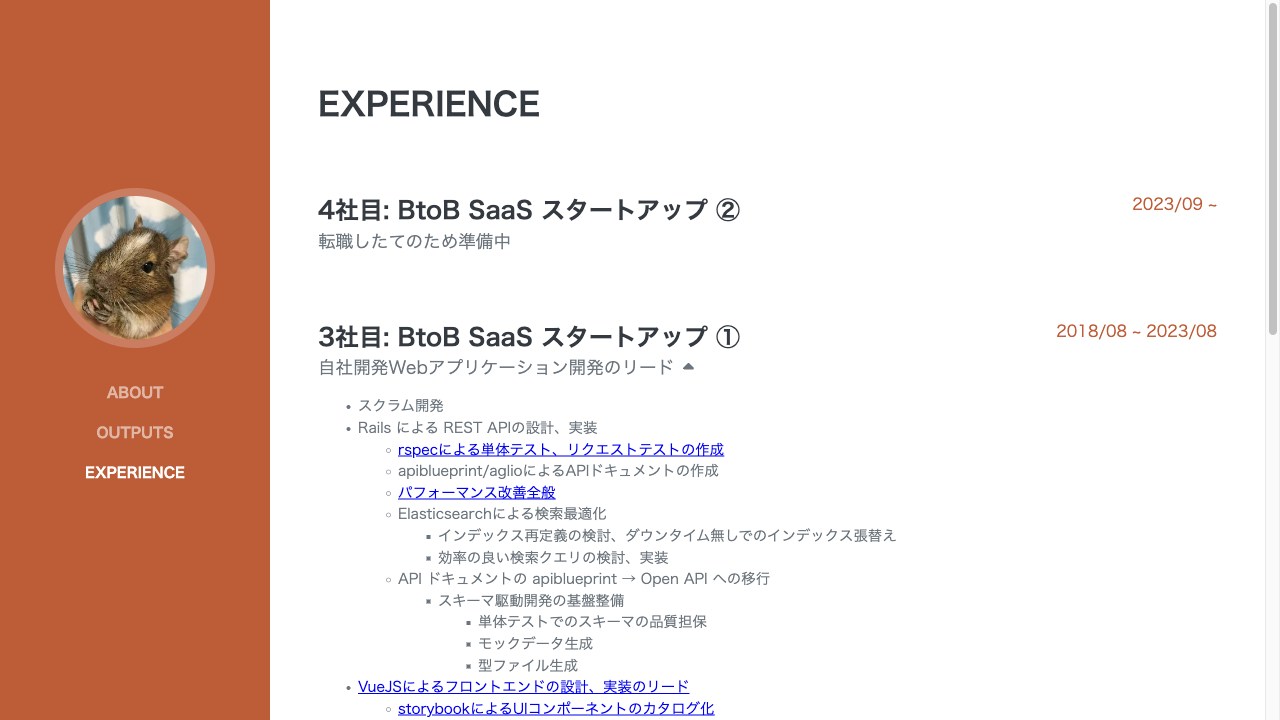 ABOUT
OUTPUTS
EXPERIENCE
EXPERIENCE
4社目: BtoB SaaS スタートアップ ②
2023/09 ~
転職したてのため準備中
3社目: BtoB SaaS スタートアップ ①
2018/08 ~ 2023/08
自社開発Webアプリケーション開発のリード
スクラム開発
Rails による REST APIの設計、実装
rspecによる単体テスト、リクエストテストの作成
apiblueprint/aglioによるAPIドキュメントの作成
パフォーマンス改善全般
Elasticsearchによる検索最適化
インデックス再定義の検討、ダウンタイム無しでのインデックス張替え
効率の良い検索クエリの検討、実装
API ドキュメントの apiblueprint → Open API への移行
スキーマ駆動開発の基盤整備
単体テストでのスキーマの品質担保
モックデータ生成
型ファイル生成
VueJSによるフロントエンドの設計、実装のリード
storybookによるUIコンポーネントのカタログ化